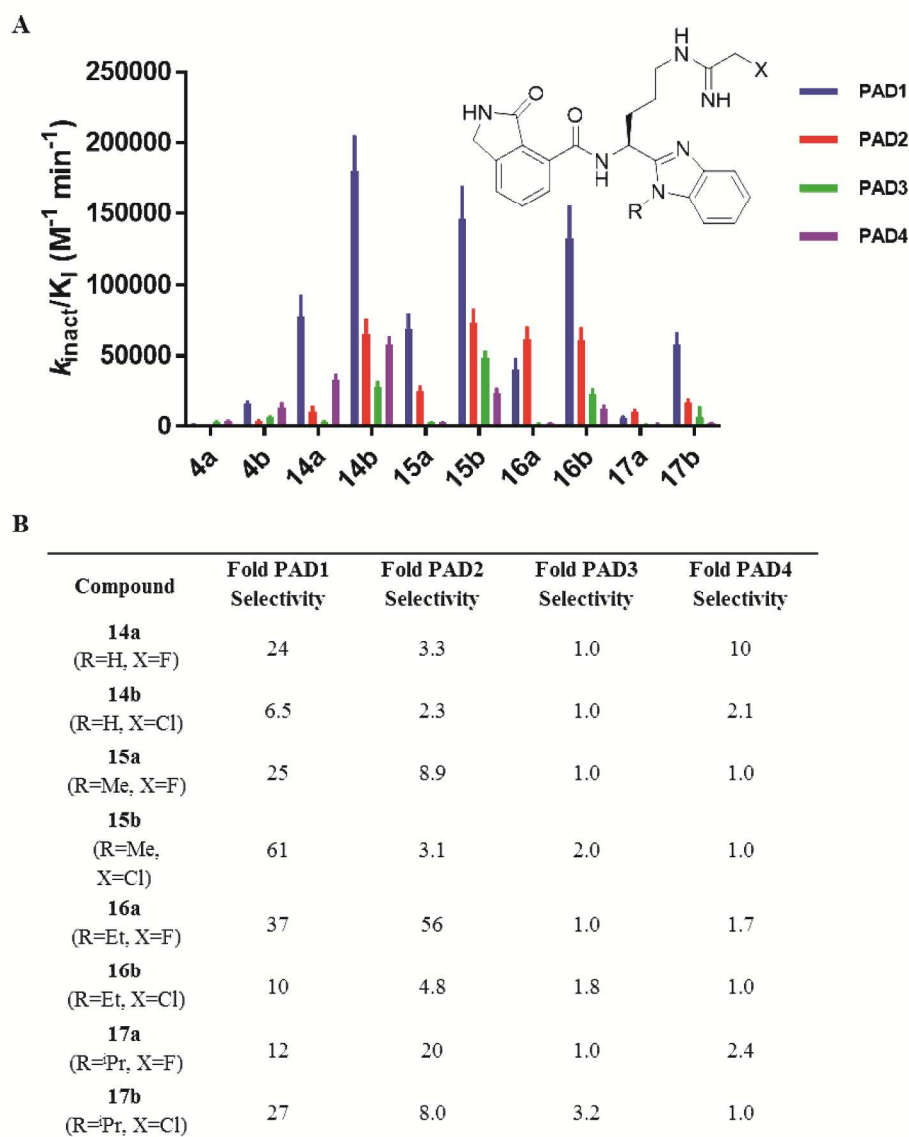 A
250000
200000
150000
100000
50000
0
kinact/KI (M-1 min-1)
4a
4b
14a
14b
15a
15b
16a
16b
17a
17b
H
N
X
NH
O
HN
O
N
H
N
N
R
PAD1
PAD2
PAD3
PAD4
B
Compound Fold PAD1 Selectivity Fold PAD2 Selectivity Fold PAD3 Selectivity Fold PAD4 Selectivity
14a
(R=H, X=F) 24 3.3 1.0 10
14b
(R=H, X=Cl) 6.5 2.3 1.0 2.1
15a
(R=Me, X=F) 25 8.9 1.0 1.0
15b
(R=Me,
X=Cl) 61 3.1 2.0 1.0
16a
(R=Et, X=F) 37 56 1.0 1.7
16b
(R=Et, X=Cl) 10 4.8 1.8 1.0
17a
(R=iPr, X=F) 12 20 1.0 2.4
17b
(R=iPr, X=Cl) 27 8.0 3.2 1.0